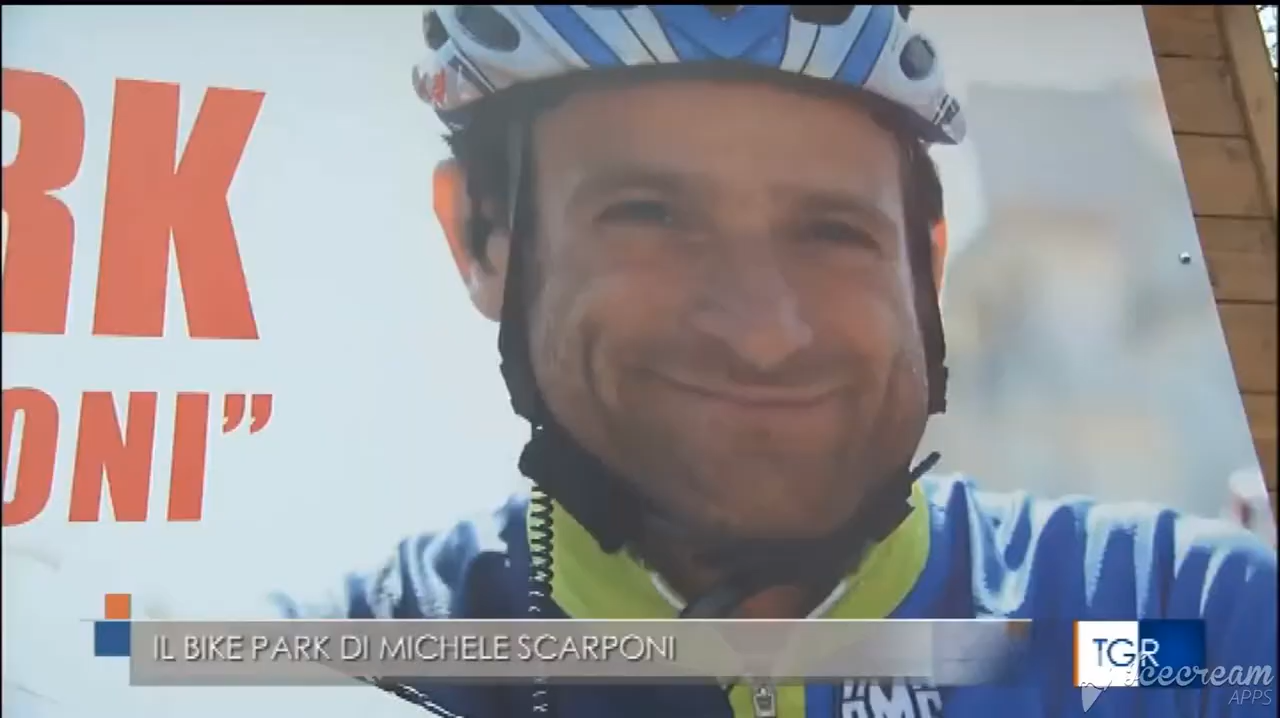 RK
ONI”
IL BIKE PARK DI MICHELE SCARPONI
TGR
icecream
APPS